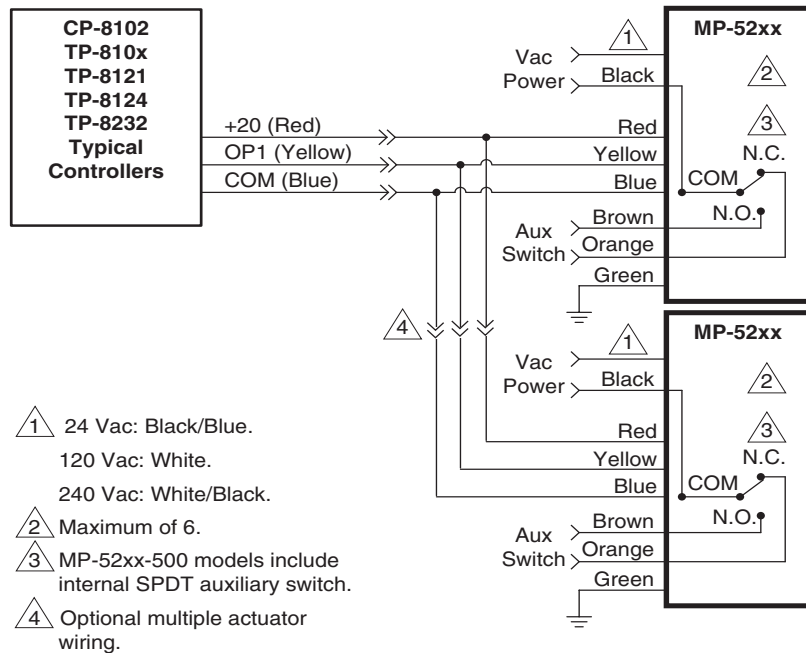 CP-8102
TP-810x
TP-8121
TP-8124
TP-8232
Typical
Controllers
+20 (Red)
OP1 (Yellow)
COM (Blue)
Vac
Power
1
Black
Red
Yellow
Blue
Aux
Switch
Brown
Orange
Green
MP-52xx
2
3
N.C.
COM
N.O.
4
Vac
Power
1
Black
Red
Yellow
Blue
Aux
Switch
Brown
Orange
Green
MP-52xx
2
3
N.C.
COM
N.O.
1 24 Vac: Black/Blue.
120 Vac: White.
240 Vac: White/Black.
2 Maximum of 6.
3 MP-52xx-500 models include
internal SPDT auxiliary switch.
4 Optional multiple actuator
wiring.